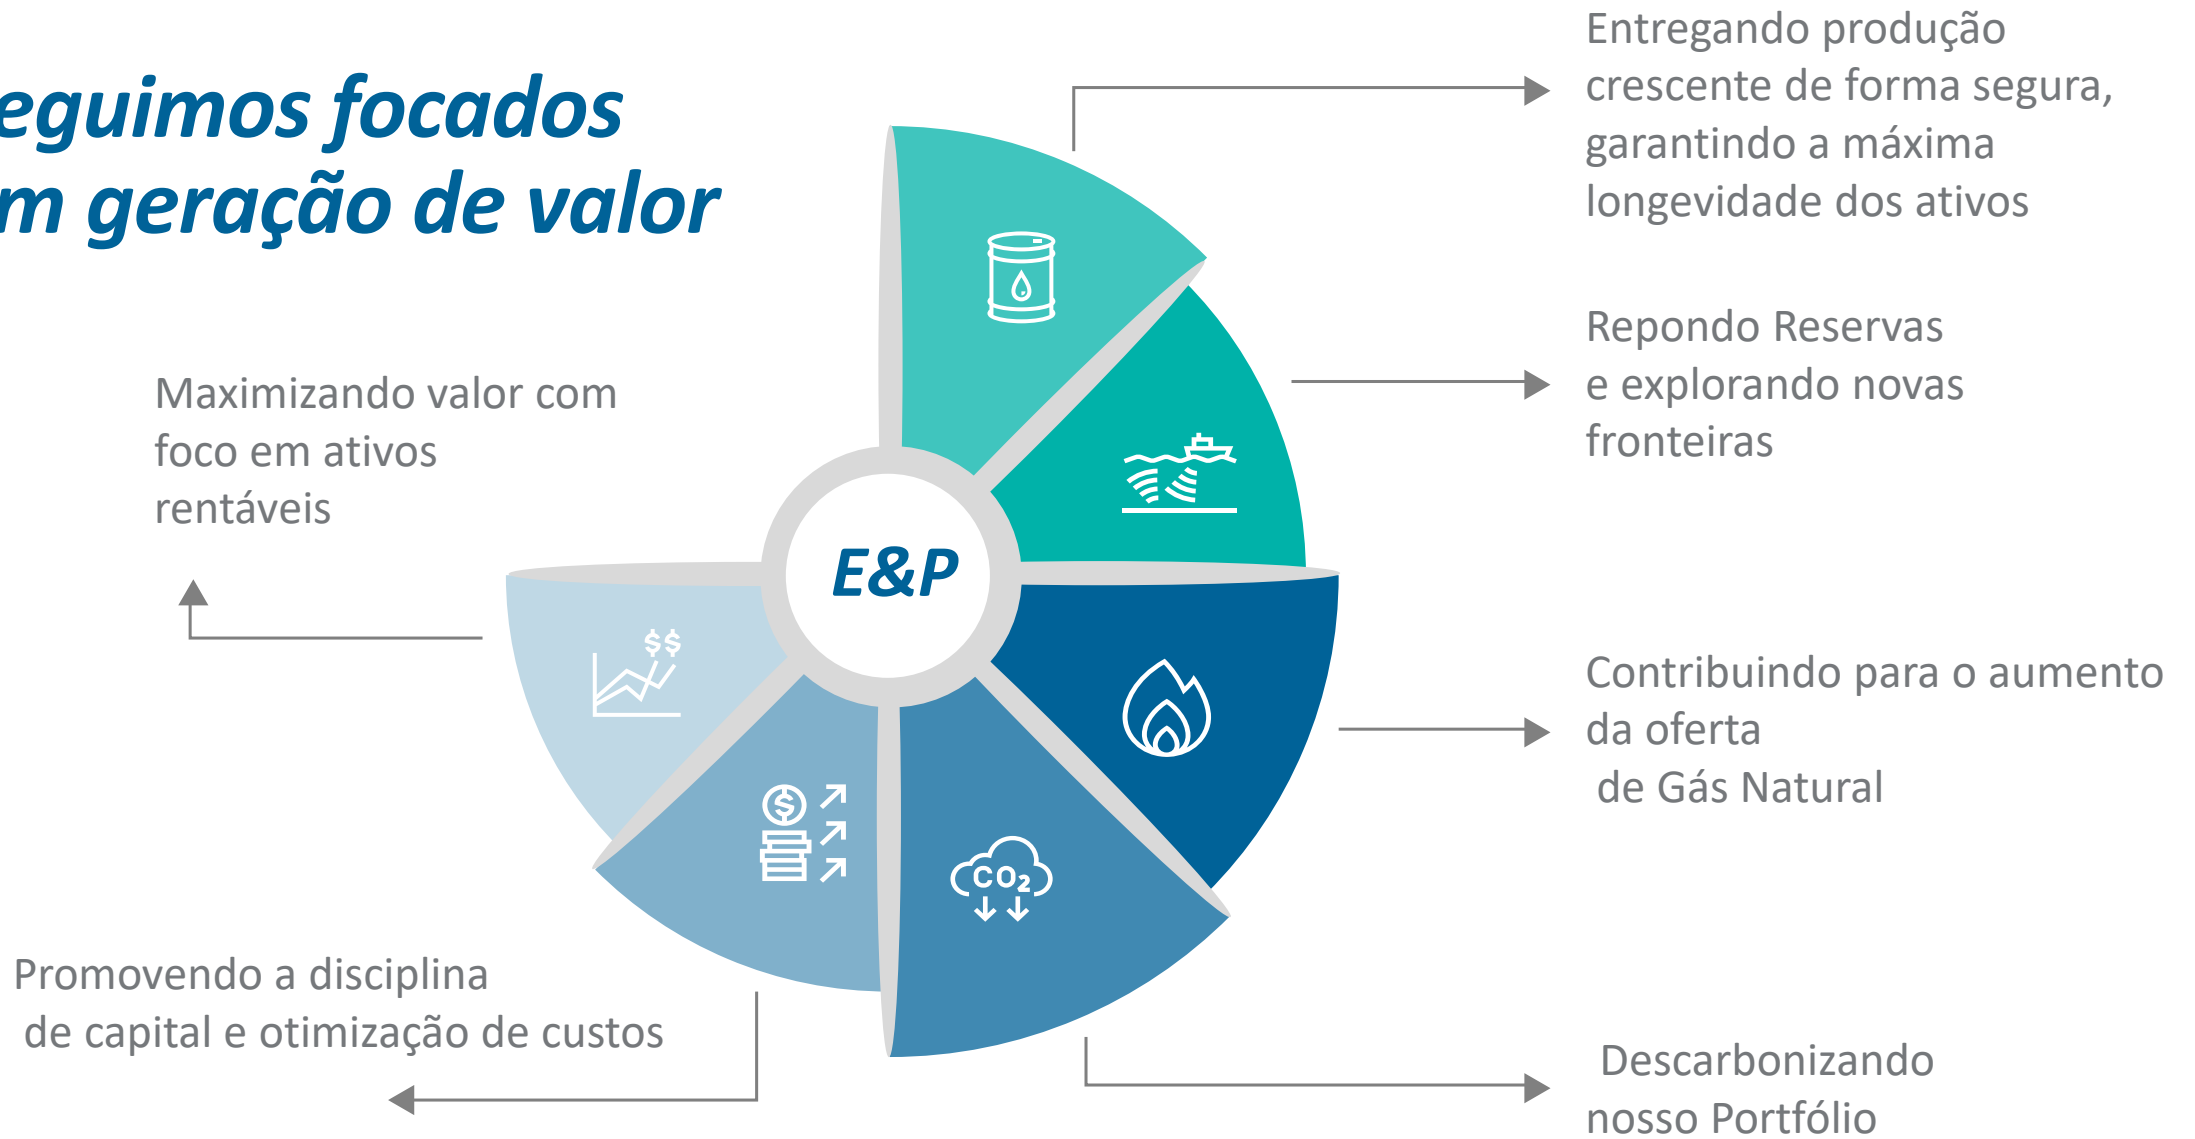 eguimos focados
m geração de valor
Entregando produção
crescente de forma segura,
garantindo a máxima
longevidade dos ativos
Repondo Reservas
e explorando novas
fronteiras
Maximizando valor com
foco em ativos
rentáveis
E&P
$$
Contribuindo para o aumento
da oferta
de Gás Natural
$
CO₂
Promovendo a disciplina
de capital e otimização de custos
Descarbonizando
nosso Portfólio